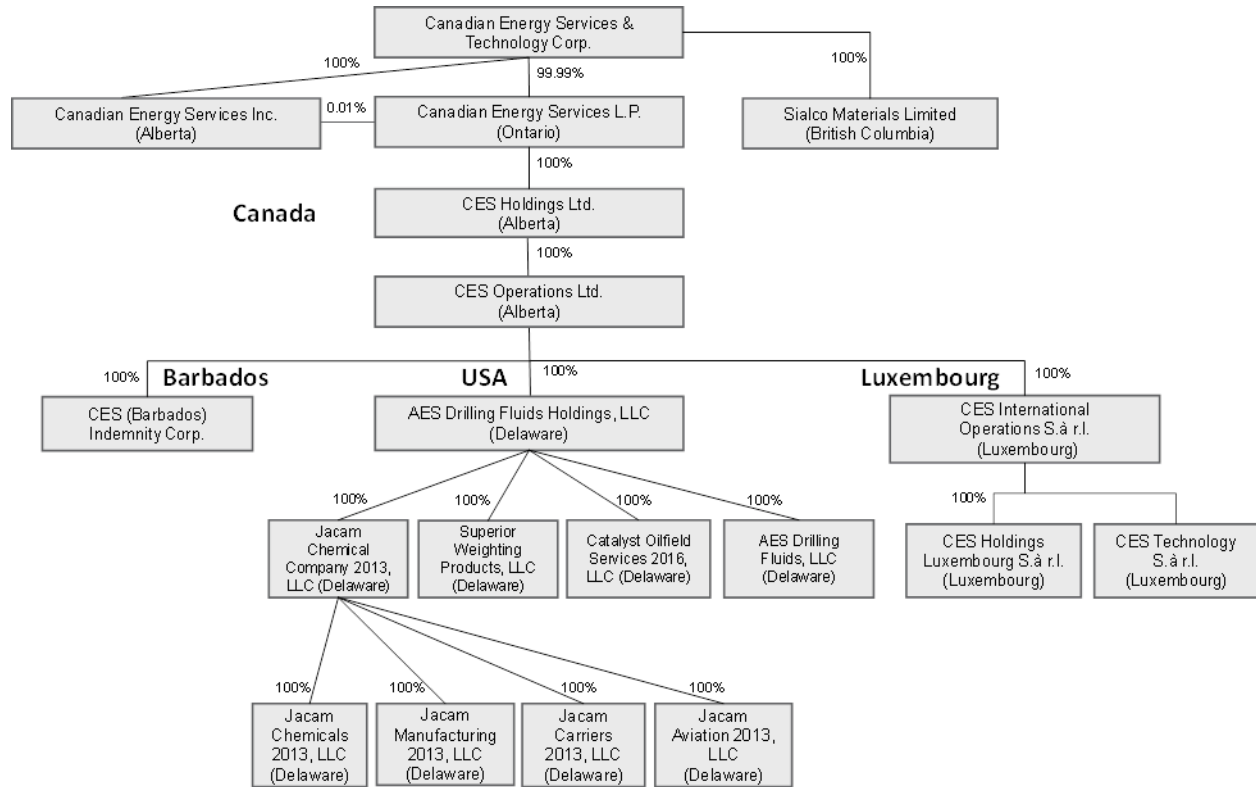 Canadian Energy Services &
Technology Corp.
100%
99.99%
100%
Canadian Energy Services Inc.
(Alberta)
0.01%
Canadian Energy Services L.P.
(Ontario)
Sialco Materials Limited
(British Columbia)
100%
Canada
CES Holdings Ltd.
(Alberta)
100%
CES Operations Ltd.
(Alberta)
100%
Barbados
USA
100%
Luxembourg
100%
CES (Barbados)
Indemnity Corp.
AES Drilling Fluids Holdings, LLC
(Delaware)
CES International
Operations S.à r.l.
(Luxembourg)
100%
100%
100%
100%
100%
Jacam
Chemical
Company 2013,
LLC (Delaware)
Superior
Weighting
Products, LLC
(Delaware)
Catalyst Oilfield
Services 2016,
LLC (Delaware)
AES Drilling
Fluids, LLC
(Delaware)
CES Holdings
Luxembourg S.à r.l.
(Luxembourg)
CES Technology
S.à r.l.
(Luxembourg)
100%
100%
100%
100%
Jacam
Chemicals
2013, LLC
(Delaware)
Jacam
Manufacturing
2013, LLC
(Delaware)
Jacam
Carriers
2013, LLC
(Delaware)
Jacam
Aviation 2013,
LLC
(Delaware)